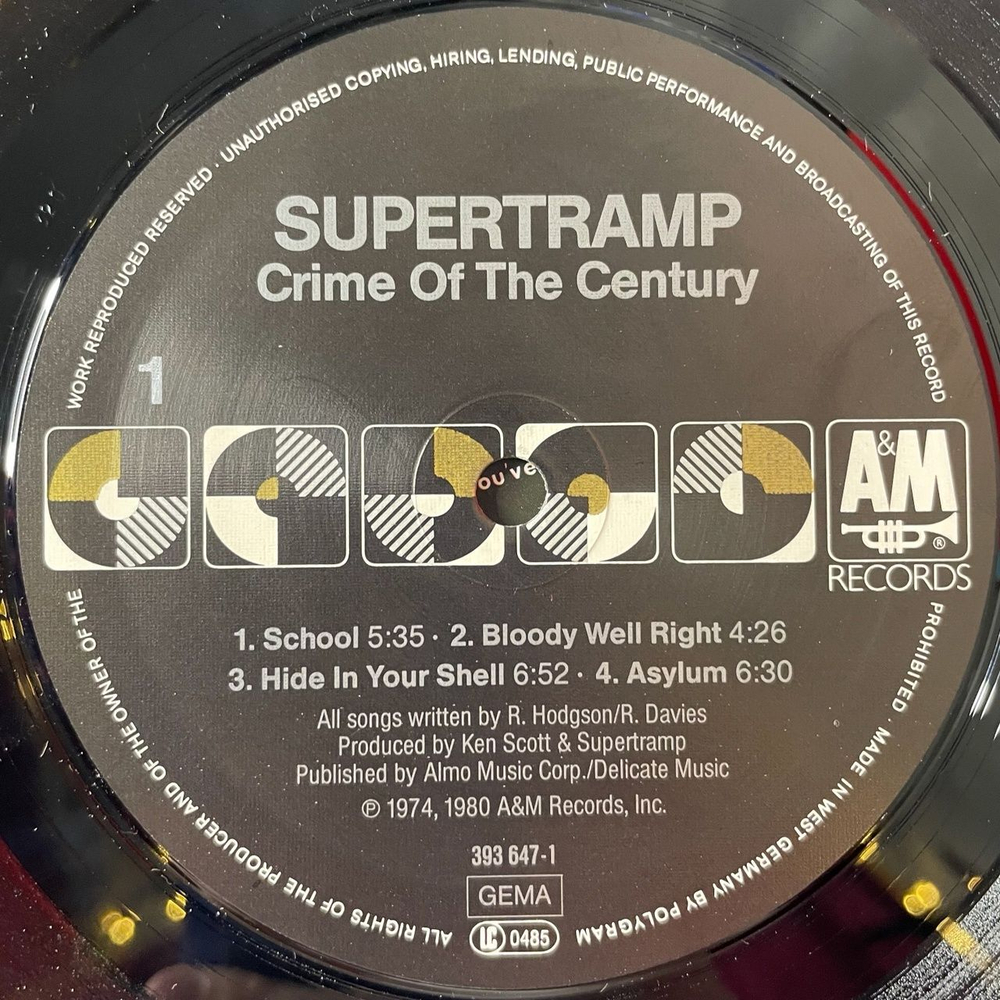 WORK REPRODUCED RESERVED · UNAUTHORISED COPYING, HIRING, LENDING, PUBLIC PERFORMANCE AND BROADCASTING OF THIS RECORD
SUPERTRAMP
Crime Of The Century
1
ou've
A&M
®
RECORDS
1. School 5:35 · 2. Bloody Well Right 4:26
3. Hide In Your Shell 6:52 · 4. Asylum 6:30
All songs written by R. Hodgson/R. Davies
Produced by Ken Scott & Supertramp
Published by Almo Music Corp./Delicate Music
℗ 1974, 1980 A&M Records, Inc.
393 647-1
GEMA
LC 0485
ALL RIGHTS OF THE PRODUCER AND OF THE OWNER OF THE
PROHIBITED · MADE IN WEST GERMANY BY POLYGRAM